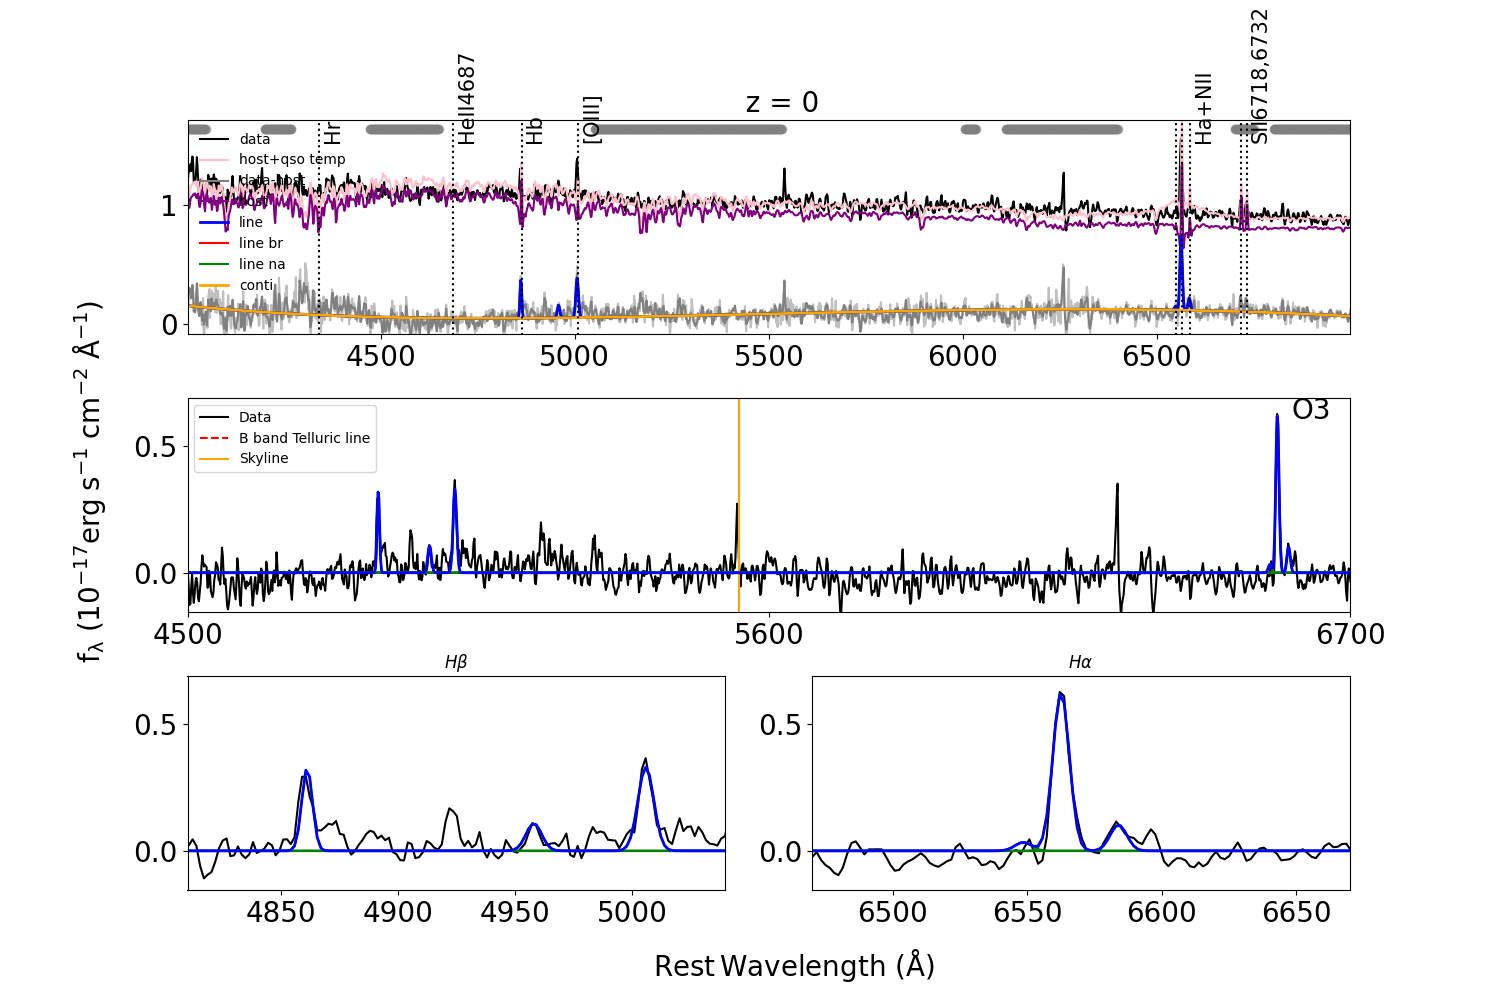 z = 0
Hr
HeII4687
Hb
[OIII]
Ha+NII
SII6718,6732
data
host+qso temp
data-host
host
line
line br
line na
conti
1
0
4500
5000
5500
6000
6500
fλ (10−17erg s−1 cm−2 Å−1)
Data
B band Telluric line
Skyline
O3
0.5
0.0
4500
5600
6700
Hβ
0.5
0.0
4850
4900
4950
5000
Hα
0.5
0.0
6500
6550
6600
6650
Rest Wavelength (Å)